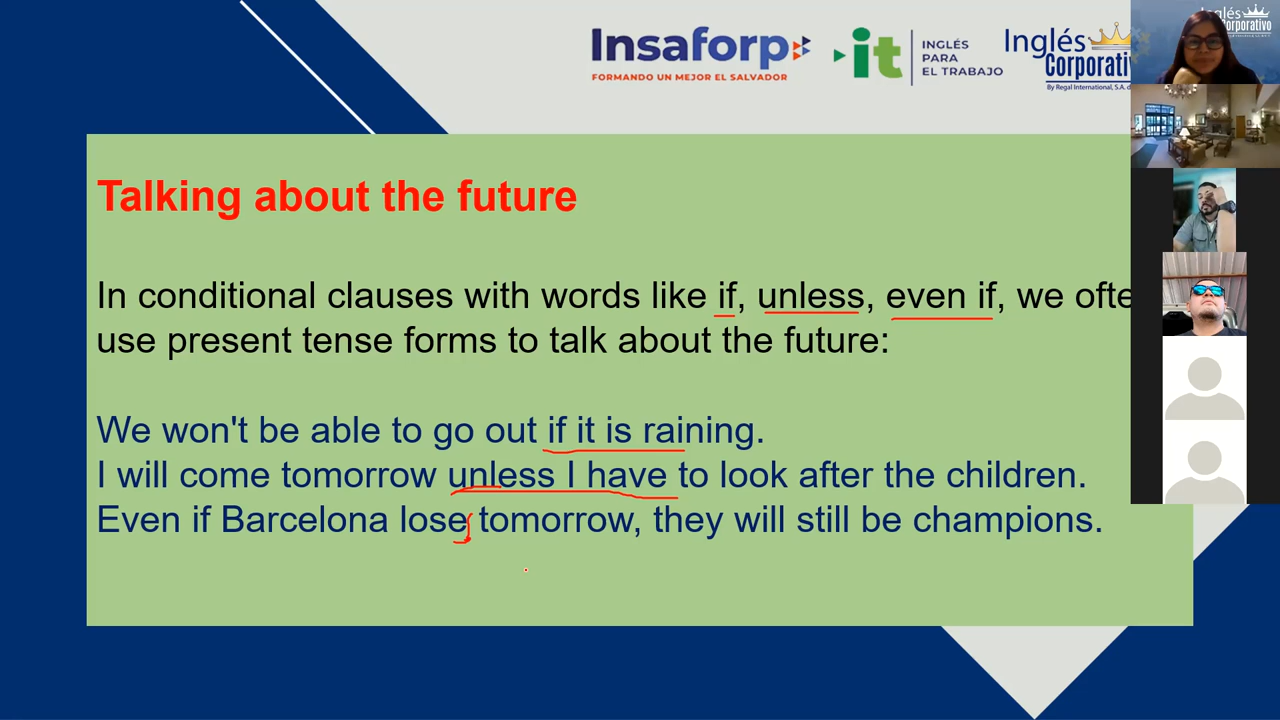 Insaforp
FORMANDO UN MEJOR EL SALVADOR
it
INGLÉS
PARA
EL TRABAJO
Inglés
Corporativ
By Regal International, S.A. d
Inglés
Corporativo
Talking about the future
In conditional clauses with words like if, unless, even if, we ofte
use present tense forms to talk about the future:
We won't be able to go out if it is raining.
I will come tomorrow unless I have to look after the children.
Even if Barcelona lose tomorrow, they will still be champions.